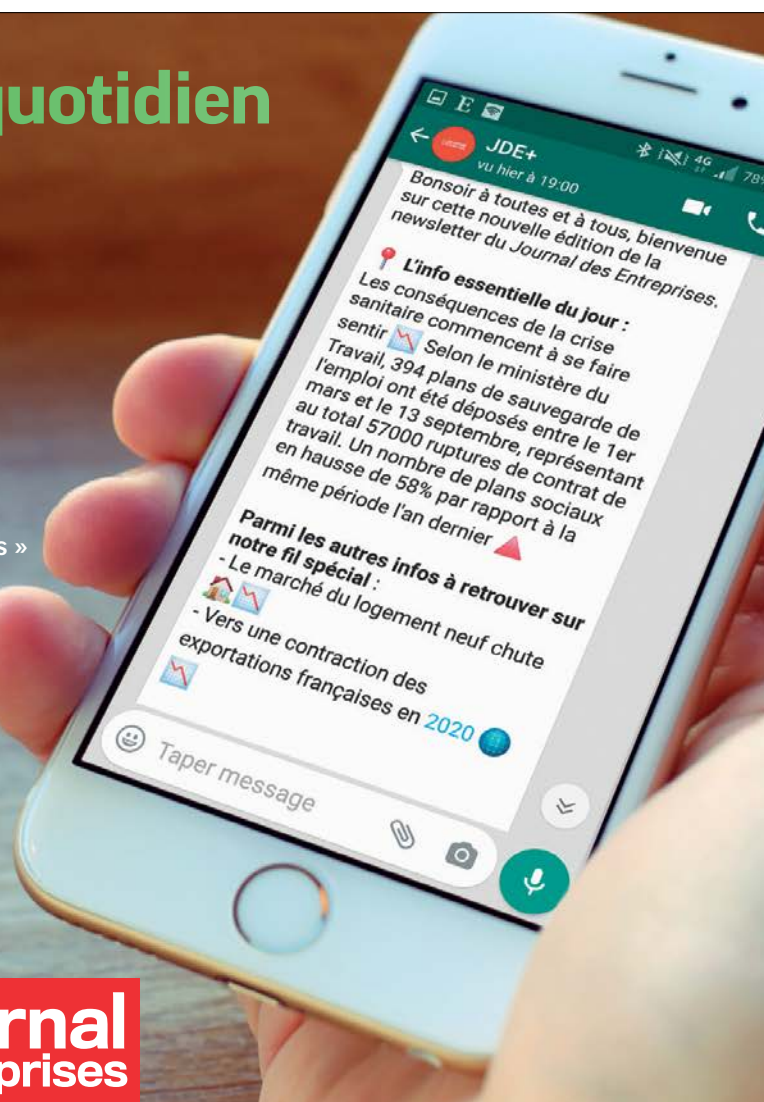 quotidien
E
4G
78%
JDE+
vu hier à 19:00
Bonsoir à toutes et à tous, bienvenue
sur cette nouvelle édition de la
newsletter du Journal des Entreprises.
L'info essentielle du jour :
Les conséquences de la crise
sanitaire commencent à se faire
sentir Selon le ministère du
Travail, 394 plans de sauvegarde de
l'emploi ont été déposés entre le 1er
mars et le 13 septembre, représentant
au total 57000 ruptures de contrat de
travail. Un nombre de plans sociaux
en hausse de 58% par rapport à la
même période l'an dernier
Parmi les autres infos à retrouver sur
notre fil spécial :
- Le marché du logement neuf chute
- Vers une contraction des
exportations françaises en 2020
Taper message
s »
rnal
prises